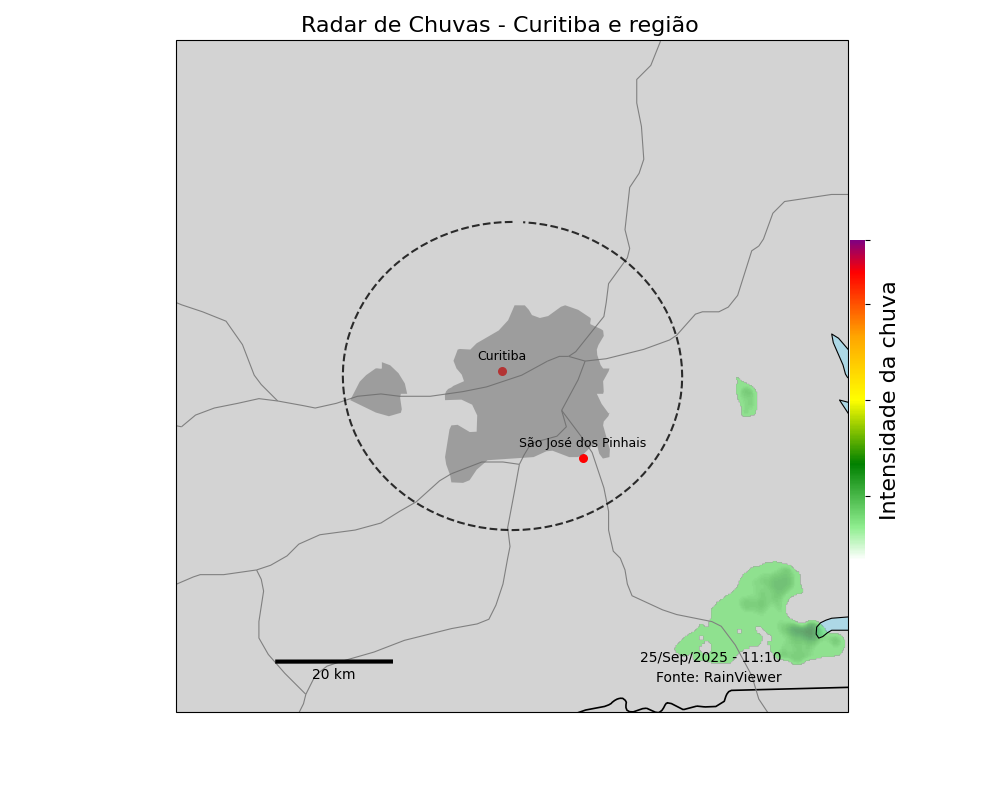 Radar de Chuvas - Curitiba e região
Curitiba
São José dos Pinhais
Intensidade da chuva
25/Sep/2025 - 11:10
20 km
Fonte: RainViewer